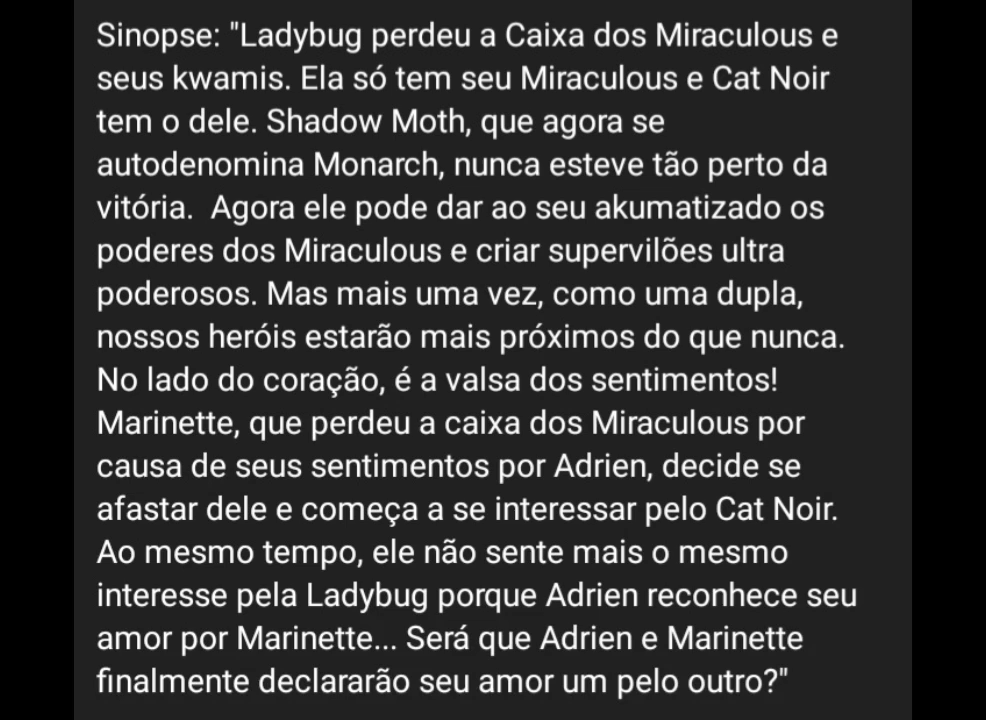 Sinopse: "Ladybug perdeu a Caixa dos Miraculous e
seus kwamis. Ela só tem seu Miraculous e Cat Noir
tem o dele. Shadow Moth, que agora se
autodenomina Monarch, nunca esteve tão perto da
vitória.  Agora ele pode dar ao seu akumatizado os
poderes dos Miraculous e criar supervilões ultra
poderosos. Mas mais uma vez, como uma dupla,
nossos heróis estarão mais próximos do que nunca.
No lado do coração, é a valsa dos sentimentos!
Marinette, que perdeu a caixa dos Miraculous por
causa de seus sentimentos por Adrien, decide se
afastar dele e começa a se interessar pelo Cat Noir.
Ao mesmo tempo, ele não sente mais o mesmo
interesse pela Ladybug porque Adrien reconhece seu
amor por Marinette... Será que Adrien e Marinette
finalmente declararão seu amor um pelo outro?"